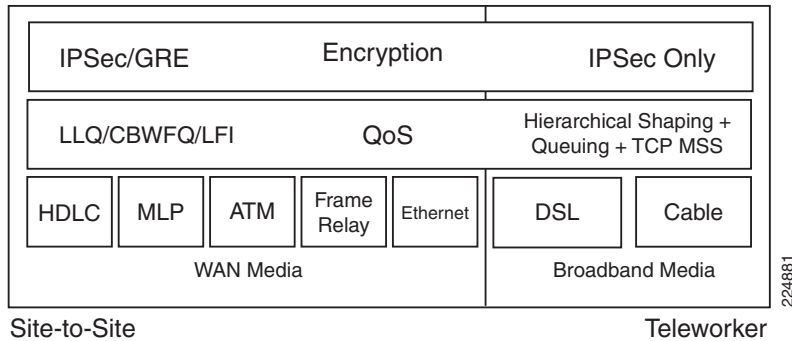 IPSec/GRE Encryption IPSec Only
LLQ/CBWFQ/LFI QoS Hierarchical Shaping +
Queuing + TCP MSS
HDLC MLP ATM Frame
Relay Ethernet DSL Cable
WAN Media Broadband Media
224881
Site-to-Site Teleworker